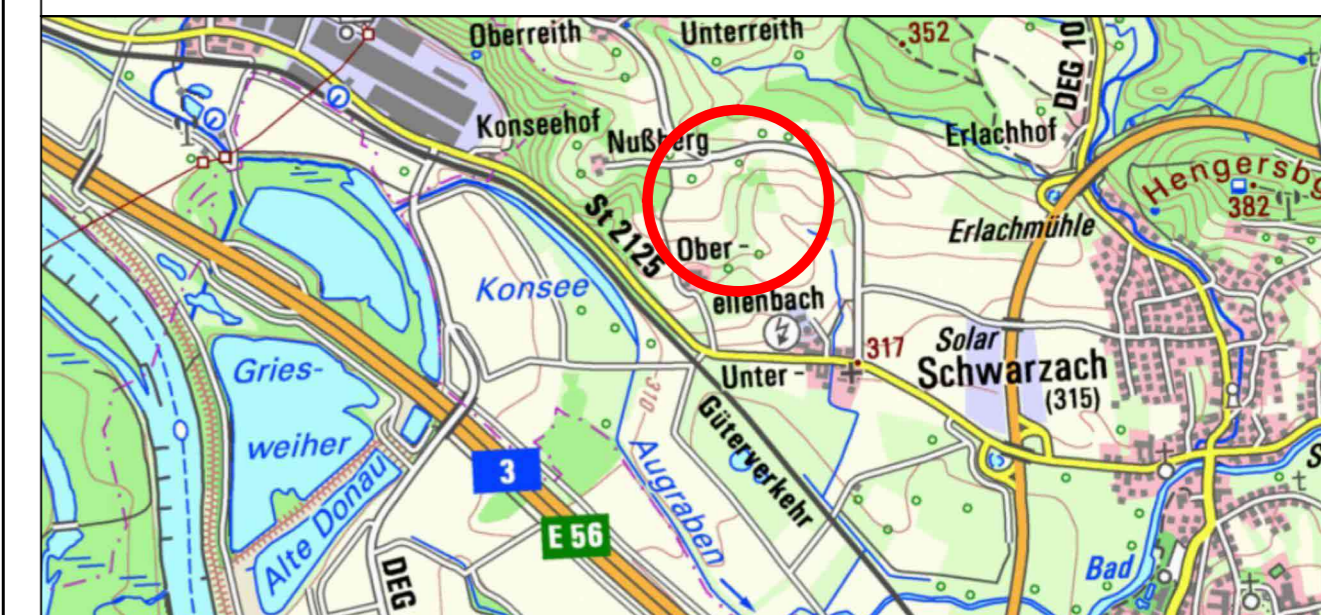 Oberreith
Unterreith
352
DEG 10
Konseehof
Nußberg
Erlachhof
Hengersbg
382
St 2125
Ober -
Erlachmühle
Konsee
ellenbach
317
Solar
Schwarzach
(315)
Gries-
weiher
Unter -
310
Güterverkehr
Augraben
3
E 56
Alte Donau
DEG
Bad
S